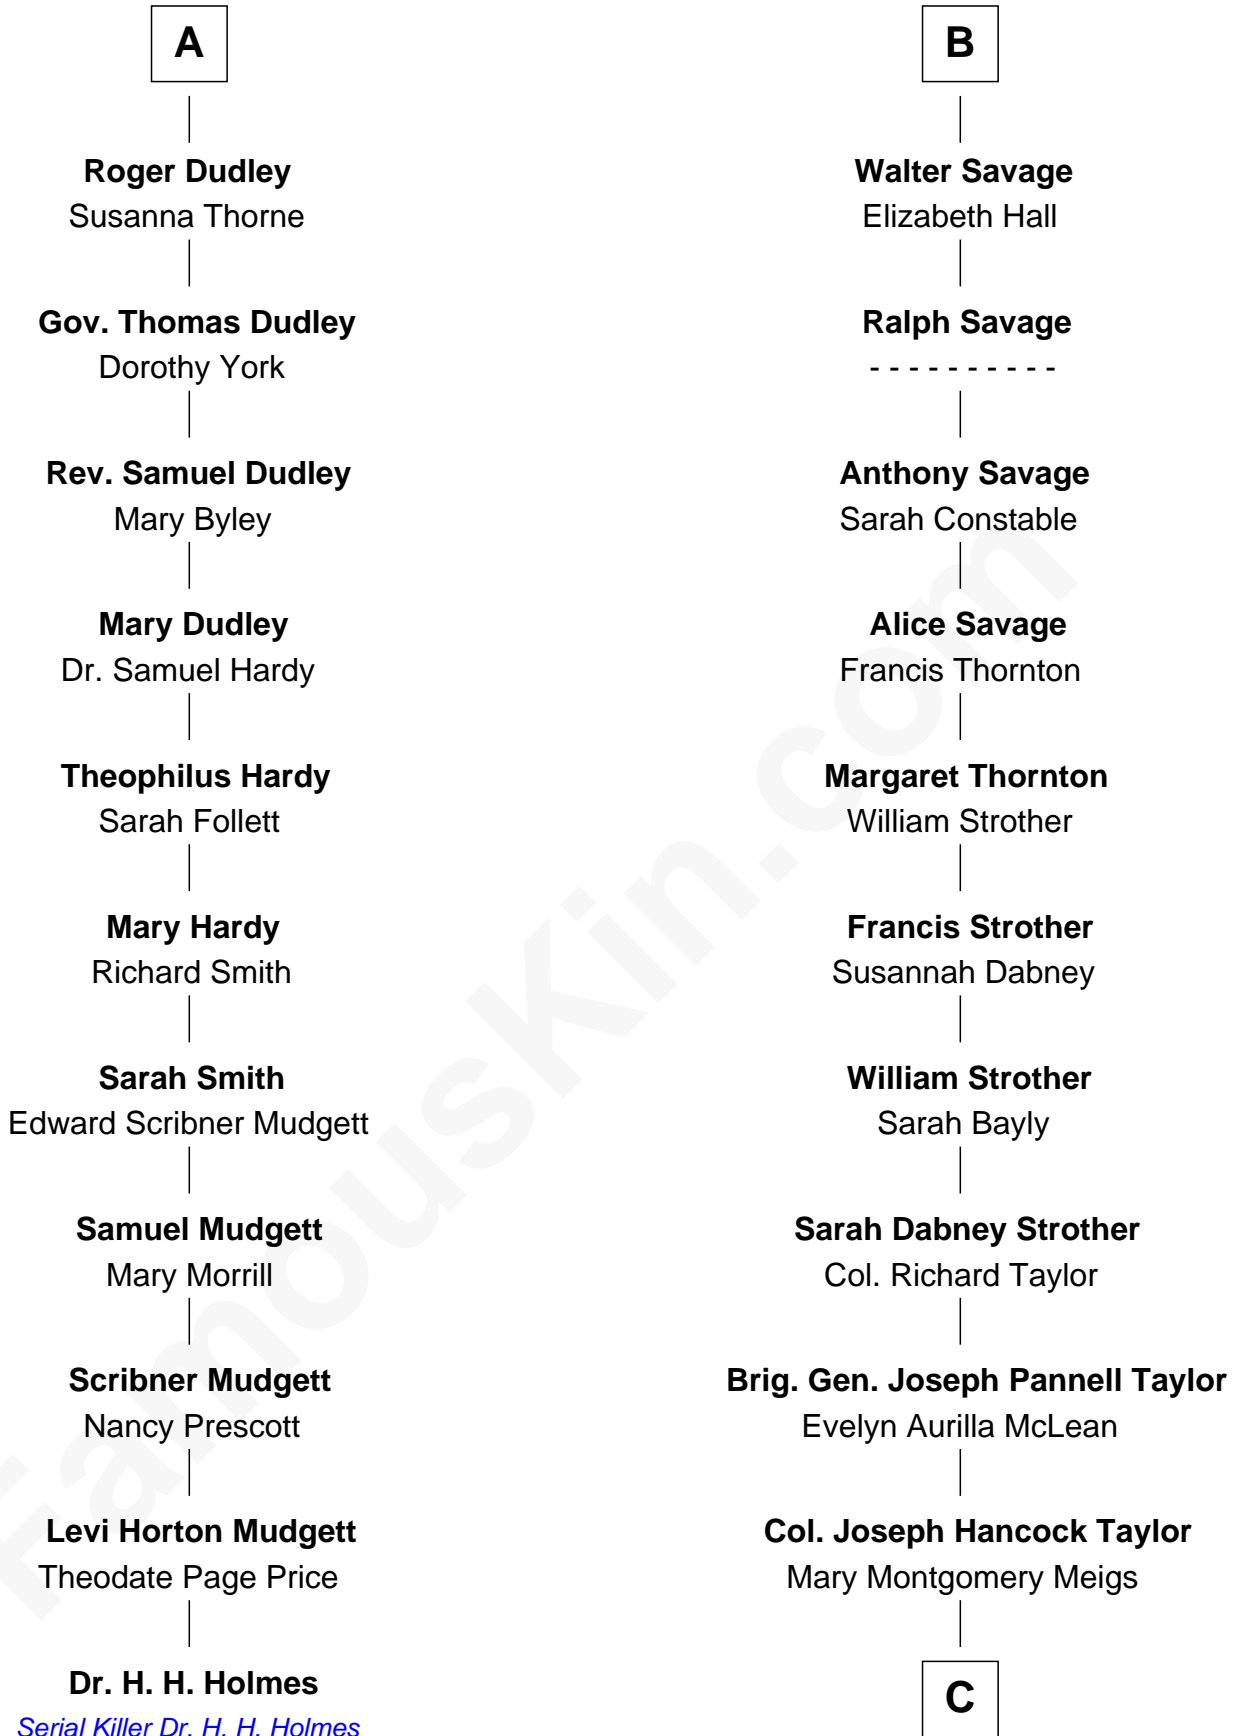 A
Roger Dudley
Susanna Thorne
Gov. Thomas Dudley
Dorothy York
Rev. Samuel Dudley
Mary Byley
Mary Dudley
Dr. Samuel Hardy
Theophilus Hardy
Sarah Follett
Mary Hardy
Richard Smith
Sarah Smith
Edward Scribner Mudgett
Samuel Mudgett
Mary Morrill
Scribner Mudgett
Nancy Prescott
Levi Horton Mudgett
Theodate Page Price
Dr. H. H. Holmes
Serial Killer Dr. H. H. Holmes
B
Walter Savage
Elizabeth Hall
Ralph Savage
- - - - - - - - - -
Anthony Savage
Sarah Constable
Alice Savage
Francis Thornton
Margaret Thornton
William Strother
Francis Strother
Susannah Dabney
William Strother
Sarah Bayly
Sarah Dabney Strother
Col. Richard Taylor
Brig. Gen. Joseph Pannell Taylor
Evelyn Aurilla McLean
Col. Joseph Hancock Taylor
Mary Montgomery Meigs
C
FamousKin.com